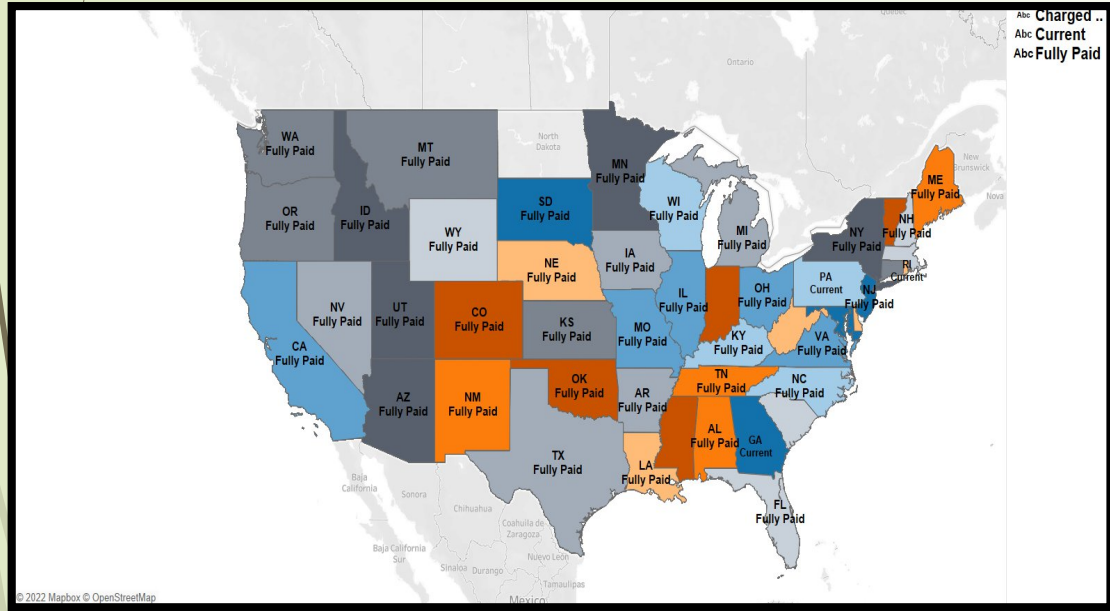 Abc Charged ..
Abc Current
Abc Fully Paid
Ontario
North
Dakota
New
Brunswick
Nova
WA
Fully Paid
MT
Fully Paid
MN
Fully Paid
ME
Fully Paid
OR
Fully Paid
ID
Fully Paid
WY
Fully Paid
SD
Fully Paid
WI
Fully Paid
MI
Fully Paid
NY
Fully Paid
NH
Fully Paid
NE
Fully Paid
IA
Fully Paid
PA
Current
RI
Current
NJ
Fully Paid
NV
Fully Paid
UT
Fully Paid
CO
Fully Paid
KS
Fully Paid
MO
Fully Paid
IL
Fully Paid
OH
Fully Paid
KY
Fully Paid
VA
Fully Paid
CA
Fully Paid
AZ
Fully Paid
NM
Fully Paid
OK
Fully Paid
AR
Fully Paid
TN
Fully Paid
NC
Fully Paid
AL
Fully Paid
GA
Current
TX
Fully Paid
LA
Fully Paid
FL
Fully Paid
Baja
California
Sonora
Chihuahua
Coahuila de
Zaragoza
Baja California
Sur
Sinaloa
Durango
Nuevo León
Tamaulipas
Mexico
© 2022 Mapbox © OpenStreetMap